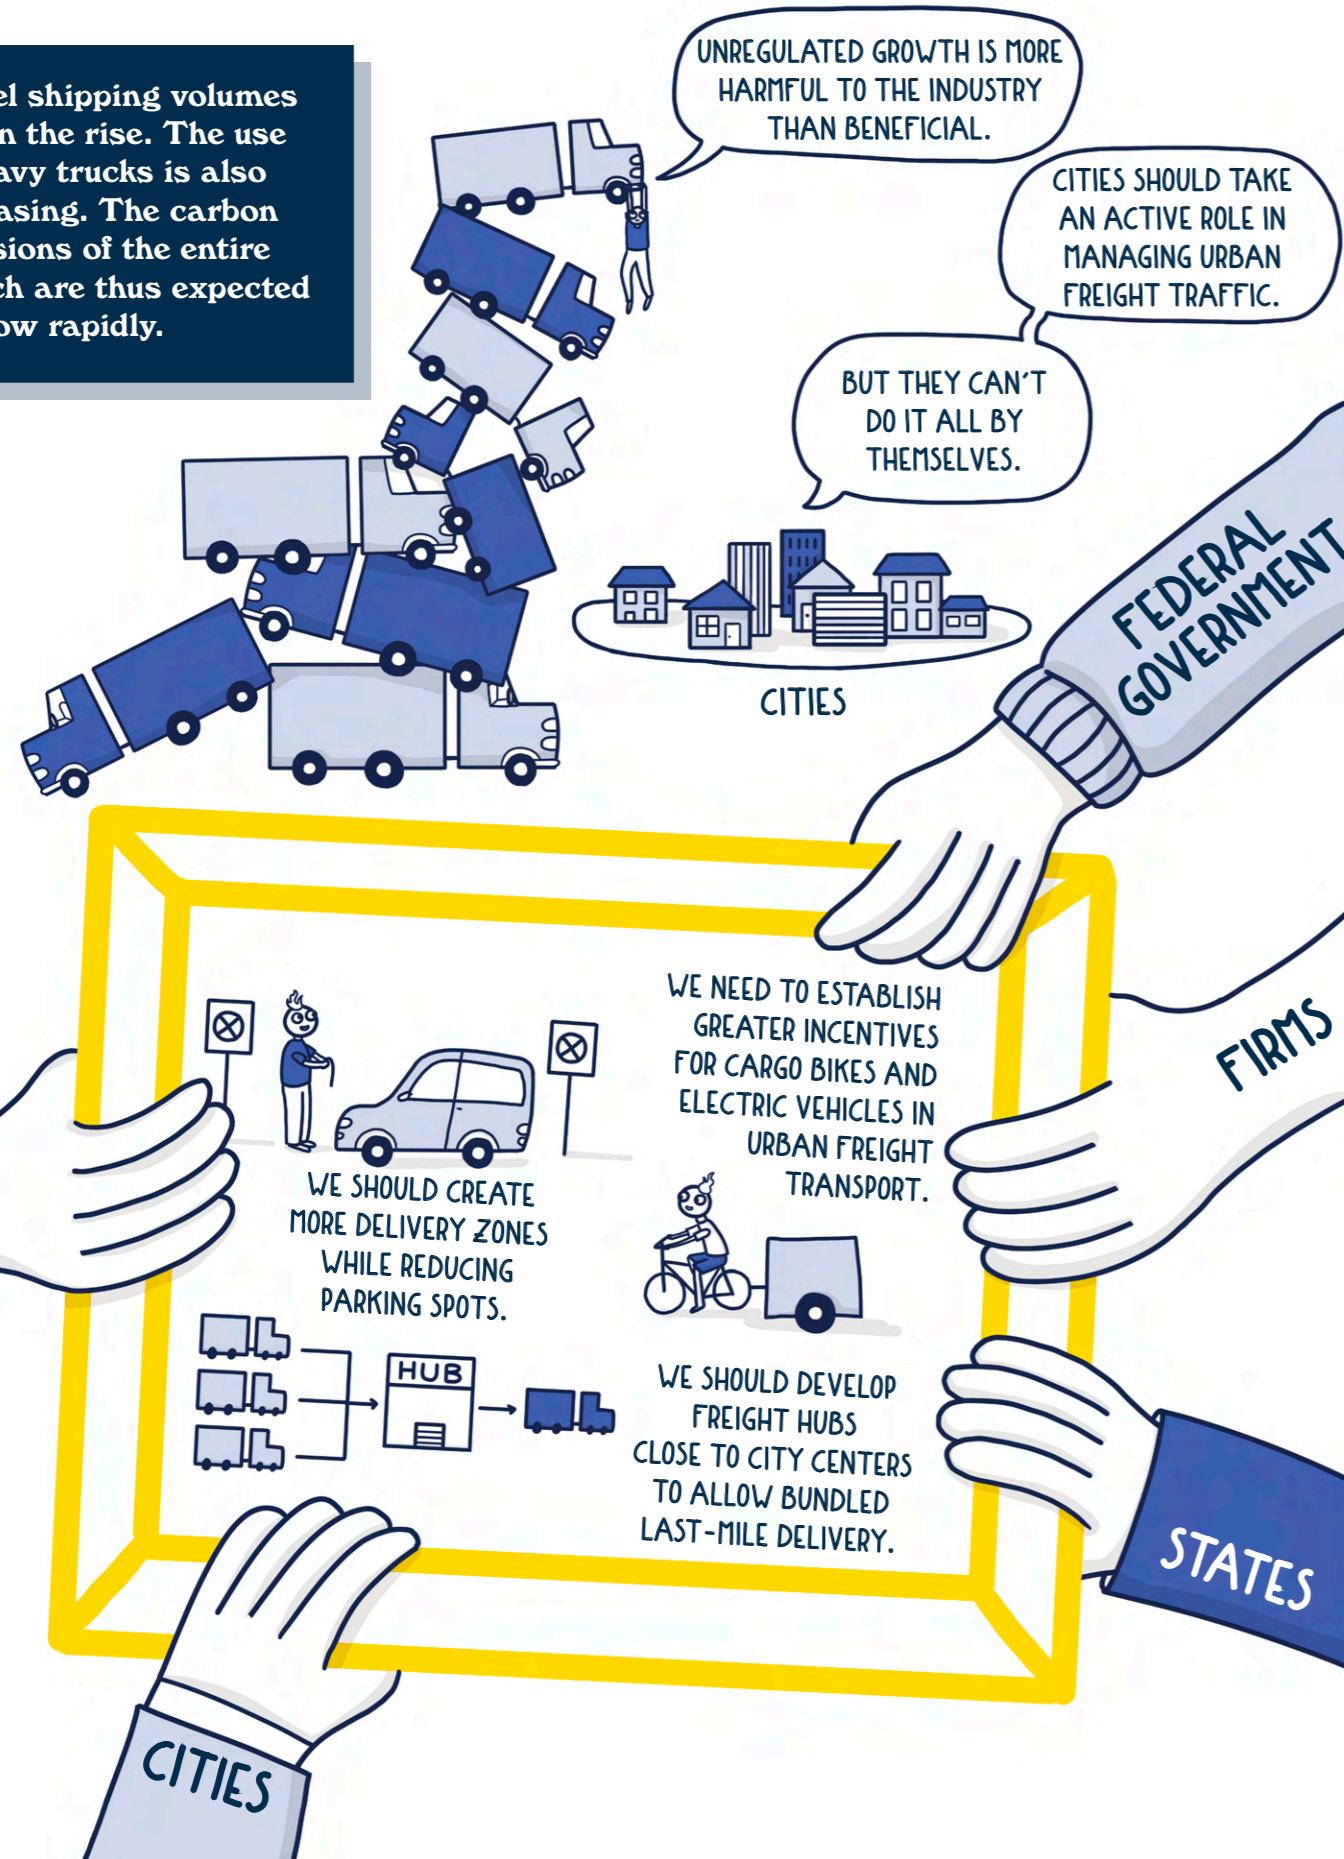 el shipping volumes
n the rise. The use
avy trucks is also
easing. The carbon
sions of the entire
ch are thus expected
ow rapidly.
UNREGULATED GROWTH IS MORE
HARMFUL TO THE INDUSTRY
THAN BENEFICIAL.
CITIES SHOULD TAKE
AN ACTIVE ROLE IN
MANAGING URBAN
FREIGHT TRAFFIC.
BUT THEY CAN'T
DO IT ALL BY
THEMSELVES.
CITIES
FEDERAL
GOVERNMENT
WE NEED TO ESTABLISH
GREATER INCENTIVES
FOR CARGO BIKES AND
ELECTRIC VEHICLES IN
URBAN FREIGHT
TRANSPORT.
FIRMS
WE SHOULD CREATE
MORE DELIVERY ZONES
WHILE REDUCING
PARKING SPOTS.
HUB
WE SHOULD DEVELOP
FREIGHT HUBS
CLOSE TO CITY CENTERS
TO ALLOW BUNDLED
LAST-MILE DELIVERY.
STATES
CITIES